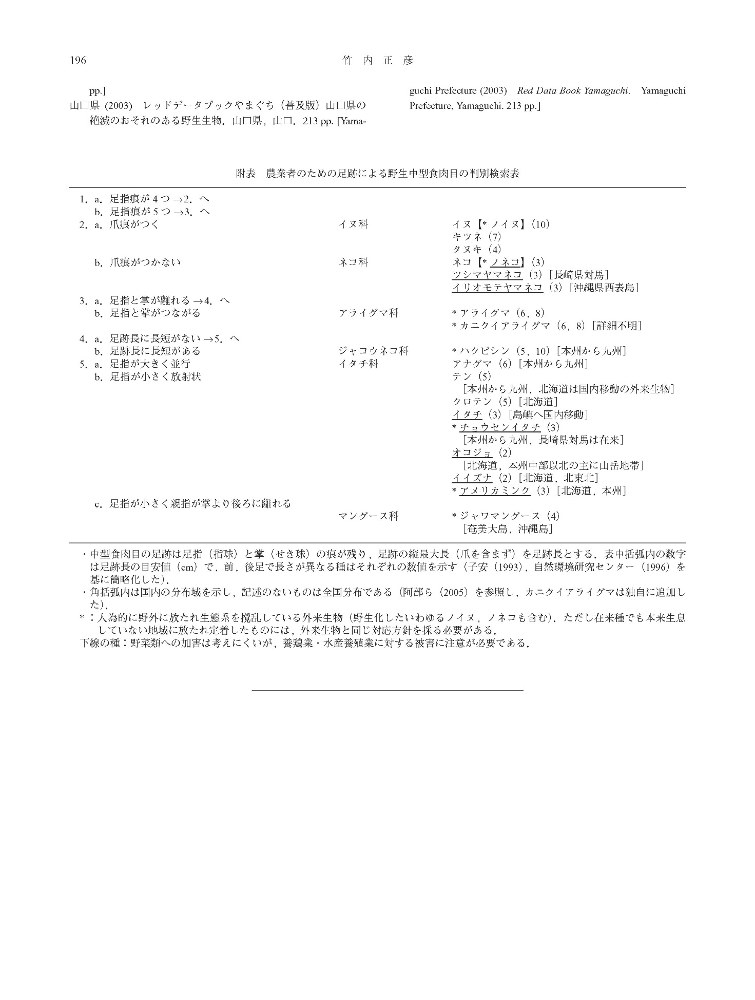 196
竹 内 正 彦
pp.]
山口県 (2003) レッドデータブックやまぐち（普及版）山口県の
絶滅のおそれのある野生生物．山口県，山口．213 pp. [Yama-
guchi Prefecture (2003) Red Data Book Yamaguchi. Yamaguchi
Prefecture, Yamaguchi. 213 pp.]
附表 農業者のための足跡による野生中型食肉目の判別検索表
1．a．足指痕が 4 つ →2．へ
b．足指痕が 5 つ →3．へ
2．a．爪痕がつく イヌ科 イヌ【* ノイヌ】（10）
キツネ（7）
タヌキ（4）
b．爪痕がつかない ネコ科 ネコ【* ノネコ】（3）
ツシマヤマネコ（3）［長崎県対馬］
イリオモテヤマネコ（3）［沖縄県西表島］
3．a．足指と掌が離れる →4．へ
b．足指と掌がつながる アライグマ科 * アライグマ（6，8）
* カニクイアライグマ（6，8）［詳細不明］
4．a．足跡長に長短がない →5．へ
b．足跡長に長短がある ジャコウネコ科 * ハクビシン（5，10）［本州から九州］
5．a．足指が大きく並行 イタチ科 アナグマ（6）［本州から九州］
b．足指が小さく放射状 テン（5）
［本州から九州，北海道は国内移動の外来生物］
クロテン（5）［北海道］
イタチ（3）［島嶼へ国内移動］
* チョウセンイタチ（3）
［本州から九州，長崎県対馬は在来］
オコジョ（2）
［北海道，本州中部以北の主に山岳地帯］
イイズナ（2）［北海道，北東北］
* アメリカミンク（3）［北海道，本州］
c．足指が小さく親指が掌より後ろに離れる
マングース科 * ジャワマングース（4）
［奄美大島，沖縄島］
・中型食肉目の足跡は足指（指球）と掌（せき球）の痕が残り，足跡の縦最大長（爪を含まず）を足跡長とする．表中括弧内の数字
は足跡長の目安値（cm）で，前，後足で長さが異なる種はそれぞれの数値を示す（子安（1993），自然環境研究センター（1996）を
基に簡略化した）．
・角括弧内は国内の分布域を示し，記述のないものは全国分布である（阿部ら（2005）を参照し，カニクイアライグマは独自に追加し
た）．
*：人為的に野外に放たれ生態系を攪乱している外来生物（野生化したいわゆるノイヌ，ノネコも含む）．ただし在来種でも本来生息
していない地域に放たれ定着したものには，外来生物と同じ対応方針を採る必要がある．
下線の種：野菜類への加害は考えにくいが，養鶏業・水産養殖業に対する被害に注意が必要である．